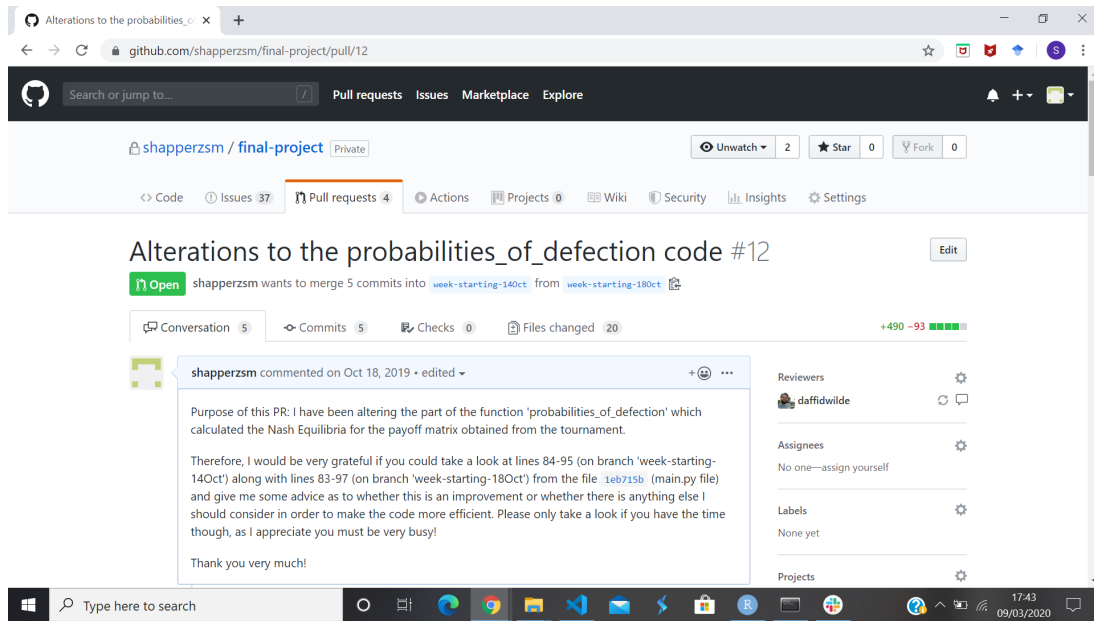 Alterations to the probabilities_o
github.com/shapperzsm/final-project/pull/12
S
Search or jump to...
/
Pull requests Issues Marketplace Explore
shapperzsm / final-project Private
Unwatch 2 Star 0 Fork 0
Code Issues 37 Pull requests 4 Actions Projects 0 Wiki Security Insights Settings
Alterations to the probabilities_of_defection code #12
Edit
Open shapperzsm wants to merge 5 commits into week-starting-14Oct from week-starting-18Oct
Conversation 5 Commits 5 Checks 0 Files changed 20
+490 −93
shapperzsm commented on Oct 18, 2019 • edited
Purpose of this PR: I have been altering the part of the function 'probabilities_of_defection' which
calculated the Nash Equilibria for the payoff matrix obtained from the tournament.
Therefore, I would be very grateful if you could take a look at lines 84-95 (on branch 'week-starting-
14Oct') along with lines 83-97 (on branch 'week-starting-18Oct') from the file 1eb715b (main.py file)
and give me some advice as to whether this is an improvement or whether there is anything else I
should consider in order to make the code more efficient. Please only take a look if you have the time
though, as I appreciate you must be very busy!
Thank you very much!
Reviewers
daffidwilde
Assignees
No one—assign yourself
Labels
None yet
Projects
Type here to search
R
17:43
09/03/2020